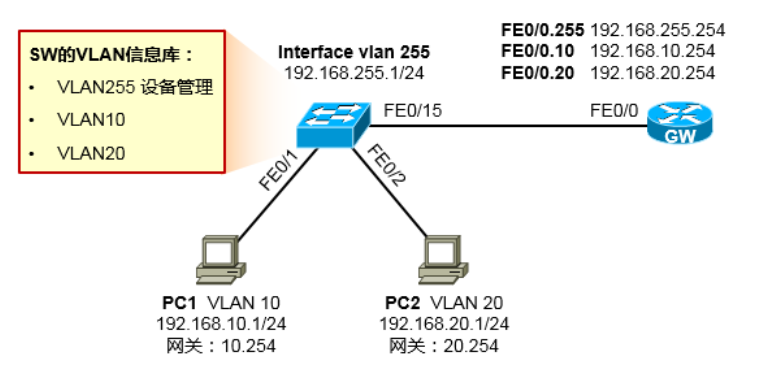 SW的VLAN信息库：
• VLAN255 设备管理
• VLAN10
• VLAN20
Interface vlan 255
192.168.255.1/24
FE0/0.255 192.168.255.254
FE0/0.10 192.168.10.254
FE0/0.20 192.168.20.254
FE0/15
FE0/0
GW
FE0/1
FE0/2
PC1 VLAN 10
192.168.10.1/24
网关：10.254
PC2 VLAN 20
192.168.20.1/24
网关：20.254